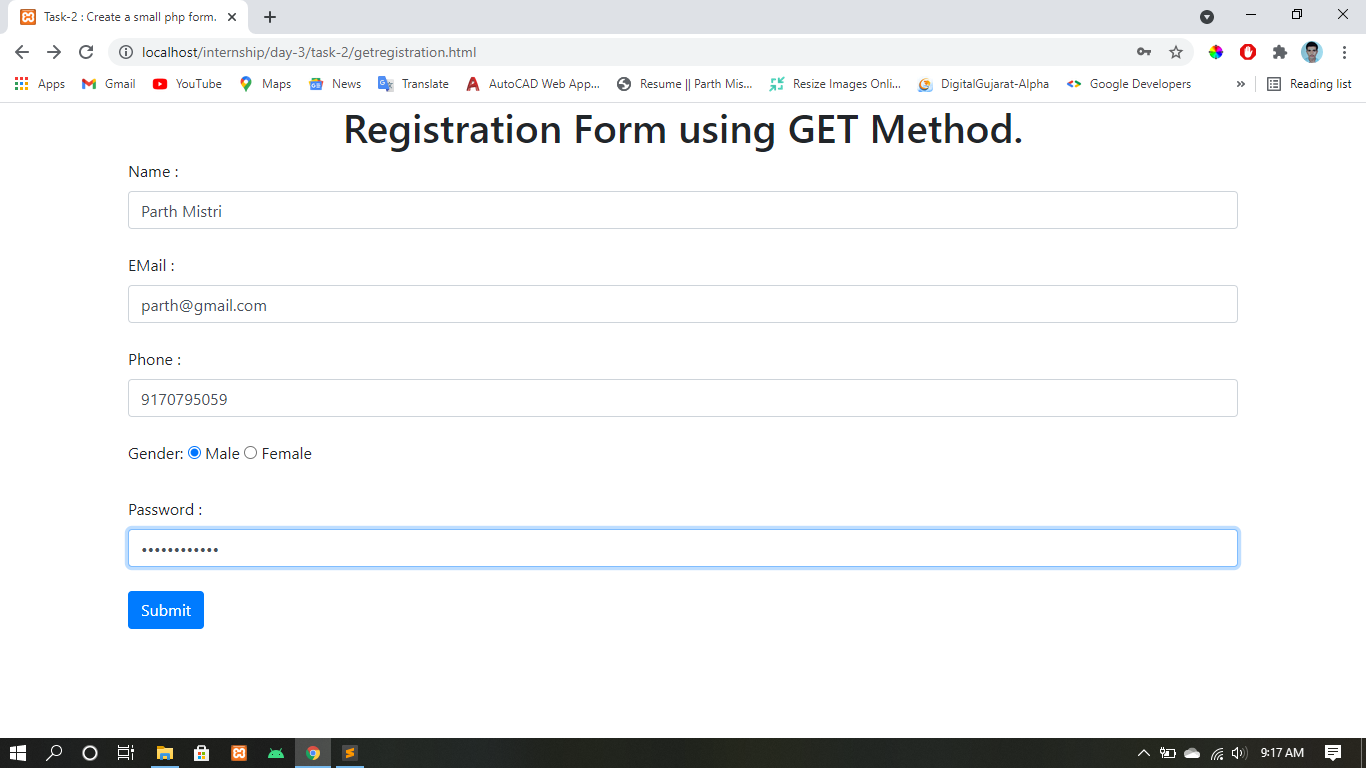 Task-2 : Create a small php form.
localhost/internship/day-3/task-2/getregistration.html
Apps Gmail YouTube Maps News Translate AutoCAD Web App... Resume || Parth Mis... Resize Images Onli... DigitalGujarat-Alpha Google Developers » Reading list
Registration Form using GET Method.
Name :
Parth Mistri
EMail :
parth@gmail.com
Phone :
9170795059
Gender: Male Female
Password :
••••••••••••
Submit
9:17 AM